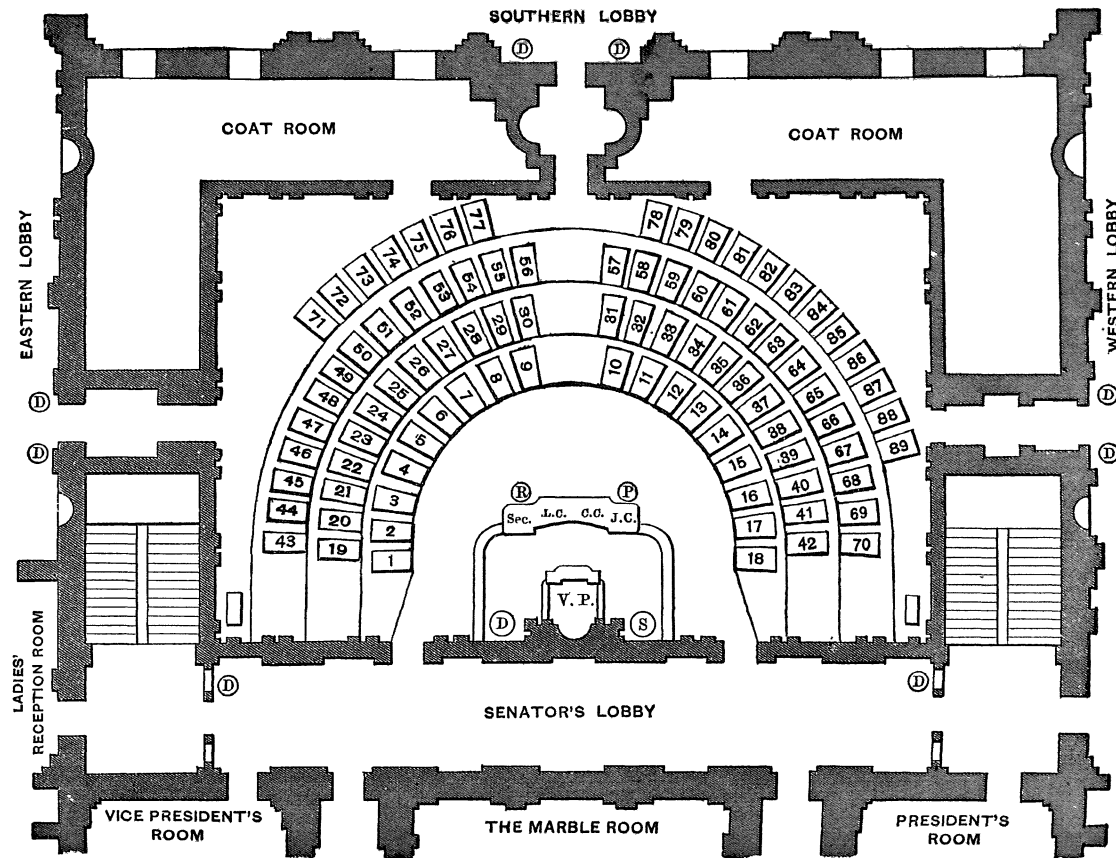 SOUTHERN LOBBY
D
D
COAT ROOM
COAT ROOM
EASTERN LOBBY
WESTERN LOBBY
71 72 73 74 75 76 77
78 79 80 81 82 83 84 85 86 87 88 89
43 44 45 46 47 48 49 50 51 52 53 54 55 56
57 58 59 60 61 62 63 64 65 66 67 68 69 70
19 20 21 22 23 24 25 26 27 28 29 30
31 32 33 34 35 36 37 38 39 40 41 42
1 2 3 4 5 6 7 8 9
10 11 12 13 14 15 16 17 18
D
D
D
D
R
P
Sec. L.C. C.C. J.C.
V. P.
D
S
LADIES'
RECEPTION ROOM
D
D
SENATOR'S LOBBY
VICE PRESIDENT'S
ROOM
THE MARBLE ROOM
PRESIDENT'S
ROOM